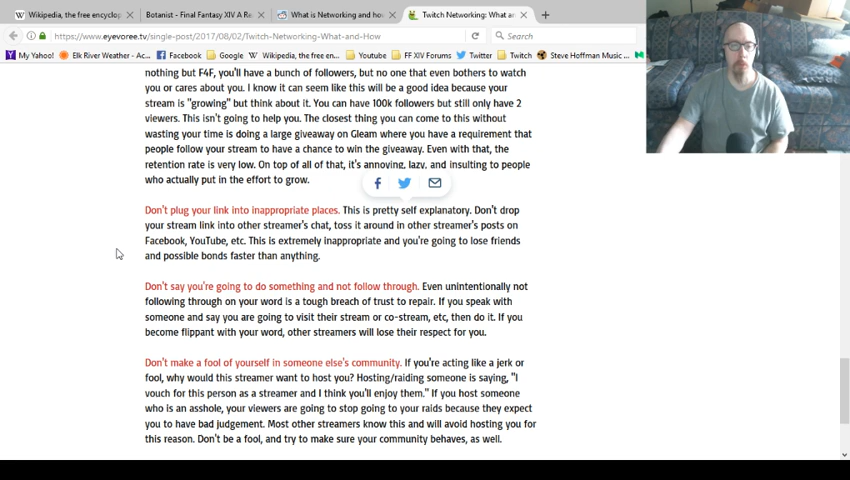 Wikipedia, the free encyclop
Botanist - Final Fantasy XIV A Re
What is Networking and ho
Twitch Networking: What an
https://www.eyevoree.tv/single-post/2017/08/02/Twitch-Networking-What-and-How
Search
My Yahoo!
Elk River Weather - Ac...
Facebook
Google
Wikipedia, the free en...
Youtube
FF XIV Forums
Twitter
Twitch
Steve Hoffman Music ...
nothing but F4F, you'll have a bunch of followers, but no one that even bothers to watch
you or cares about you. I know it can seem like this will be a good idea because your
stream is "growing" but think about it. You can have 100k followers but still only have 2
viewers. This isn't going to help you. The closest thing you can come to this without
wasting your time is doing a large giveaway on Gleam where you have a requirement that
people follow your stream to have a chance to win the giveaway. Even with that, the
retention rate is very low. On top of all of that, it's annoying, lazy, and insulting to people
who actually put in the effort to grow.
Don't plug your link into inappropriate places. This is pretty self explanatory. Don't drop
your stream link into other streamer's chat, toss it around in other streamer's posts on
Facebook, YouTube, etc. This is extremely inappropriate and you're going to lose friends
and possible bonds faster than anything.
Don't say you're going to do something and not follow through. Even unintentionally not
following through on your word is a tough breach of trust to repair. If you speak with
someone and say you are going to visit their stream or co-stream, etc, then do it. If you
become flippant with your word, other streamers will lose their respect for you.
Don't make a fool of yourself in someone else's community. If you're acting like a jerk or
fool, why would this streamer want to host you? Hosting/raiding someone is saying, "I
vouch for this person as a streamer and I think you'll enjoy them." If you host someone
who is an asshole, your viewers are going to stop going to your raids because they expect
you to have bad judgement. Most other streamers know this and will avoid hosting you for
this reason. Don't be a fool, and try to make sure your community behaves, as well.